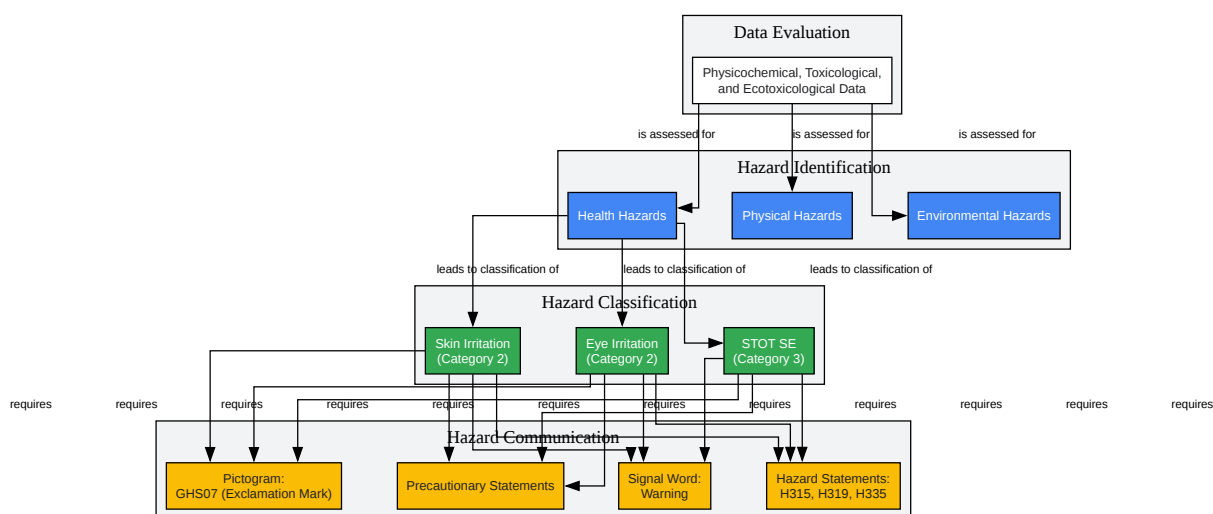 Data Evaluation
Physicochemical, Toxicological,
and Ecotoxicological Data
is assessed for is assessed for is assessed for
Hazard Identification
Health Hazards Physical Hazards Environmental Hazards
leads to classification of leads to classification of leads to classification of
Hazard Classification
Skin Irritation Eye Irritation STOT SE
(Category 2) (Category 2) (Category 3)
requires requires requires requires requires requires requires requires requires requires requires requires
Hazard Communication
Pictogram:
GHS07 (Exclamation Mark)
Precautionary Statements
Signal Word:
Warning
Hazard Statements:
H315, H319, H335